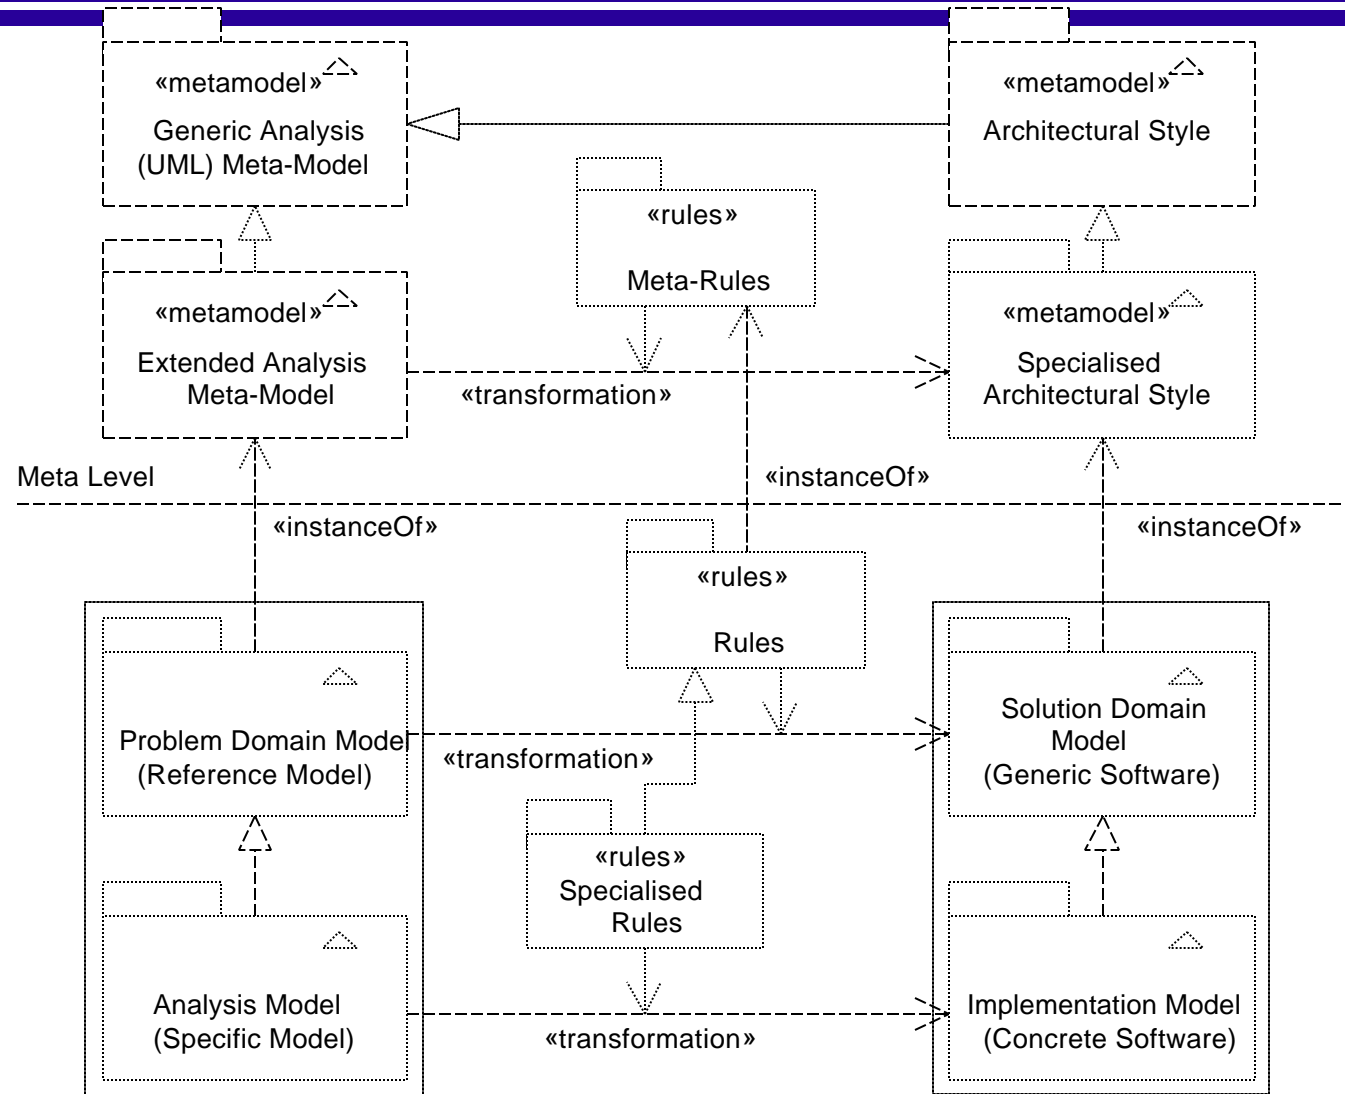 «metamodel»
Generic Analysis
(UML) Meta-Model
«metamodel»
Architectural Style
«rules»
Meta-Rules
«metamodel»
Extended Analysis
Meta-Model
«transformation»
«metamodel»
Specialised
Architectural Style
Meta Level
«instanceOf»
«instanceOf»
«instanceOf»
«rules»
Rules
Problem Domain Model
(Reference Model)
«transformation»
Solution Domain
Model
(Generic Software)
«rules»
Specialised
Rules
Analysis Model
(Specific Model)
«transformation»
Implementation Model
(Concrete Software)